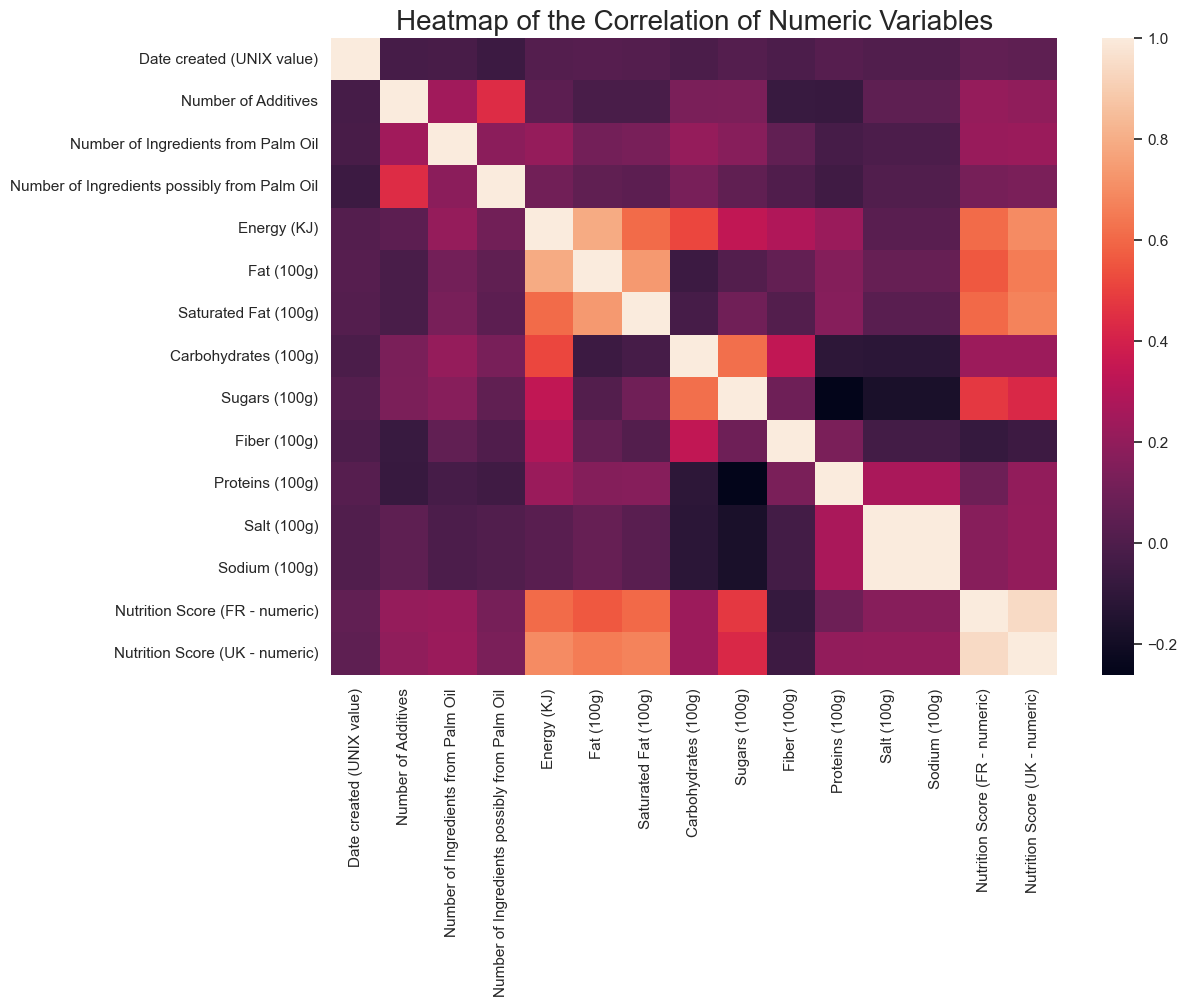 Heatmap of the Correlation of Numeric Variables
Date created (UNIX value)
Number of Additives
Number of Ingredients from Palm Oil
Number of Ingredients possibly from Palm Oil
Energy (KJ)
Fat (100g)
Saturated Fat (100g)
Carbohydrates (100g)
Sugars (100g)
Fiber (100g)
Proteins (100g)
Salt (100g)
Sodium (100g)
Nutrition Score (FR - numeric)
Nutrition Score (UK - numeric)
Date created (UNIX value)
Number of Additives
Number of Ingredients from Palm Oil
Number of Ingredients possibly from Palm Oil
Energy (KJ)
Fat (100g)
Saturated Fat (100g)
Carbohydrates (100g)
Sugars (100g)
Fiber (100g)
Proteins (100g)
Salt (100g)
Sodium (100g)
Nutrition Score (FR - numeric)
Nutrition Score (UK - numeric)
1.0
0.8
0.6
0.4
0.2
0.0
−0.2